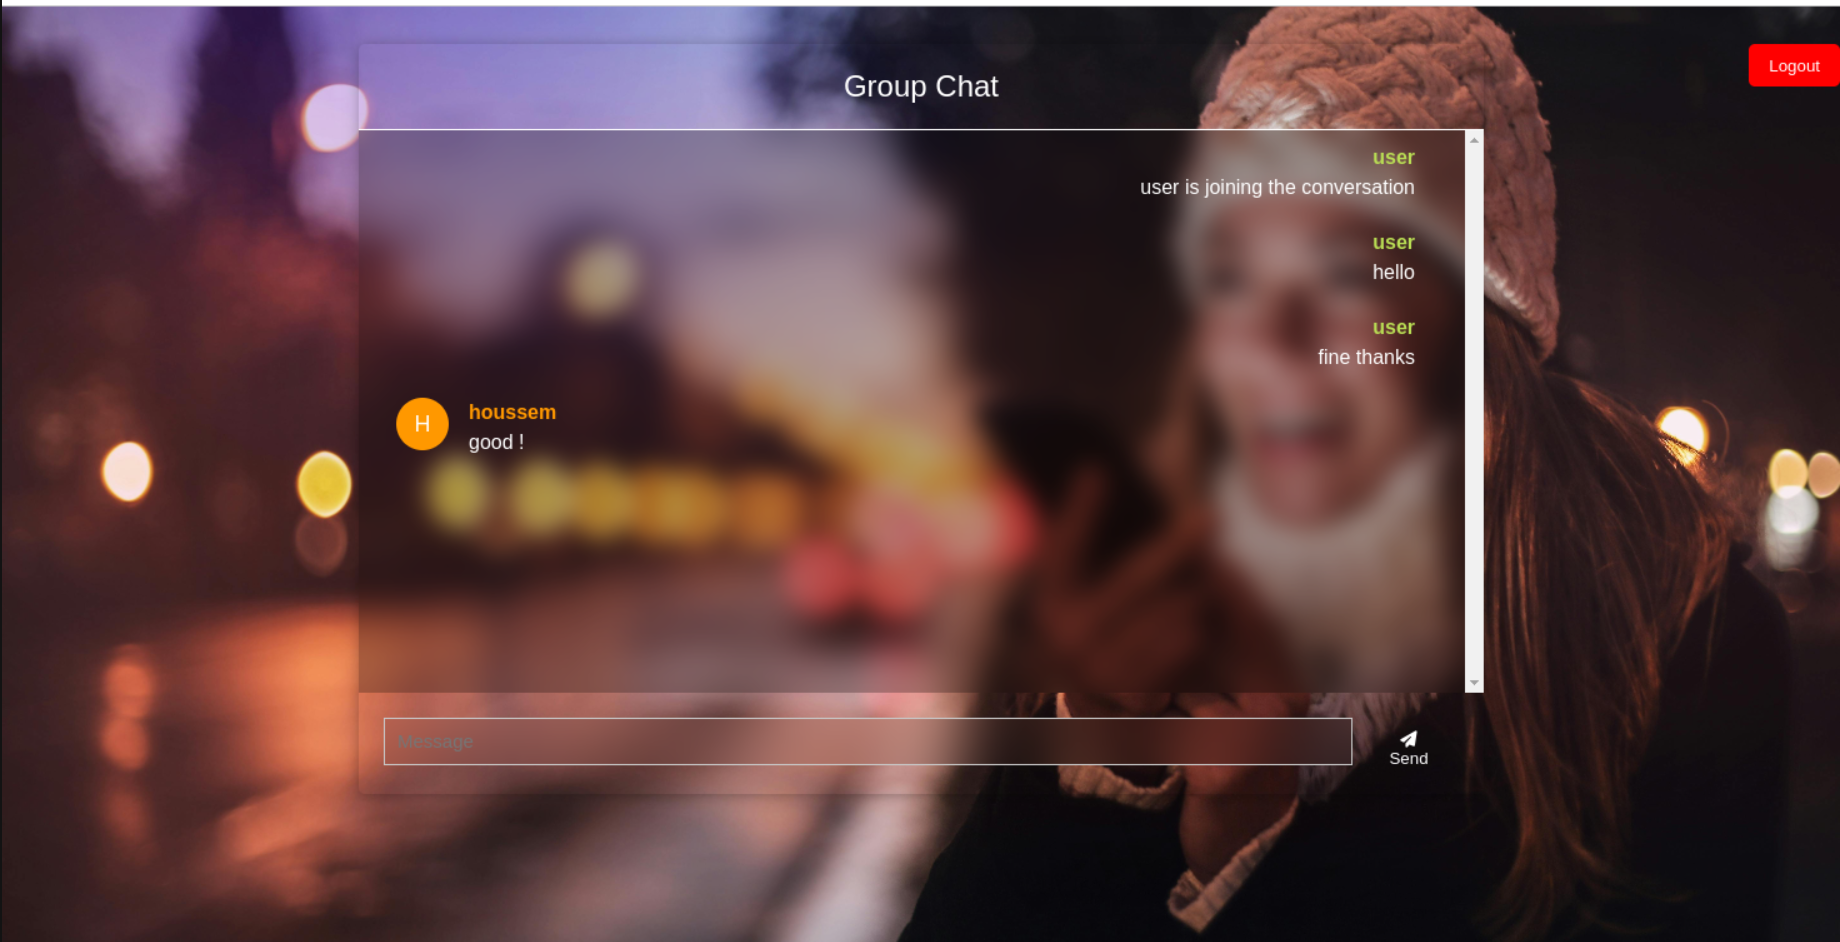 Logout
Group Chat
user
user is joining the conversation
user
hello
user
fine thanks
H
houssem
good !
Message
Send